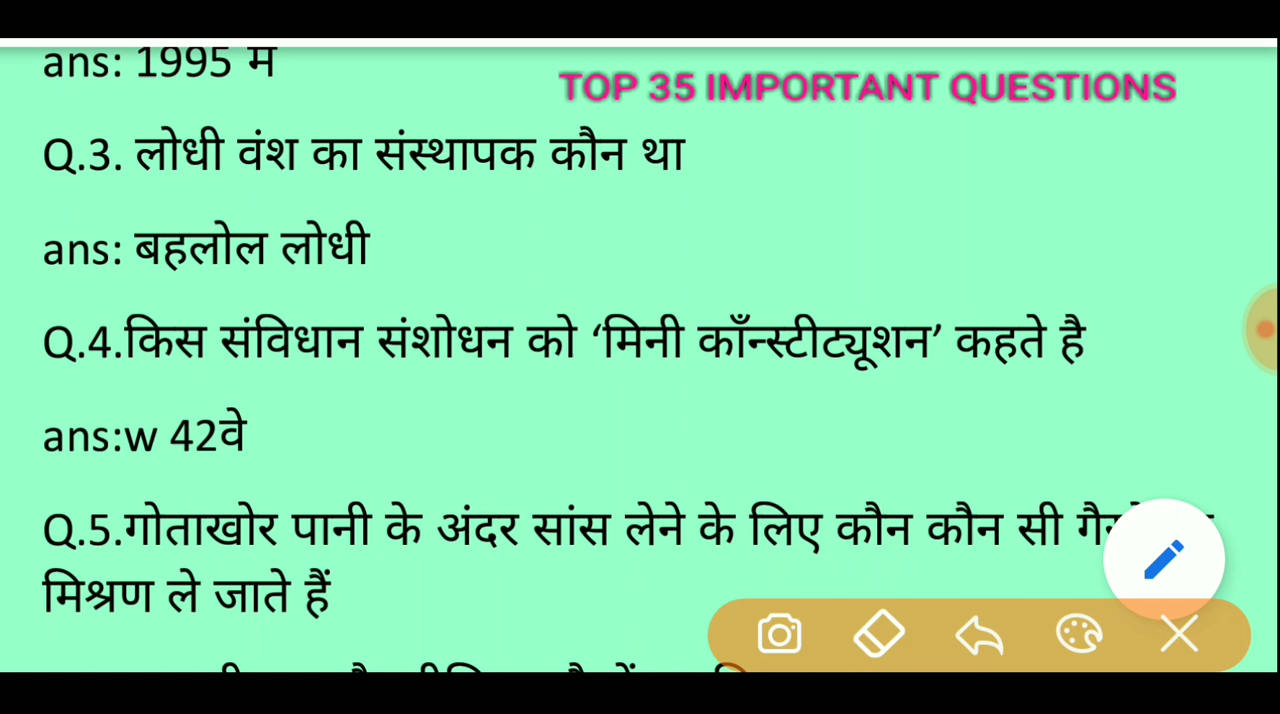 ans: 1995 म
TOP 35 IMPORTANT QUESTIONS
Q.3. लोधी वंश का संस्थापक कौन था
ans: बहलोल लोधी
Q.4.किस संविधान संशोधन को ‘मिनी काँन्स्टीट्यूशन’ कहते है
ans:w 42वे
Q.5.गोताखोर पानी के अंदर सांस लेने के लिए कौन कौन सी
मिश्रण ले जाते हैं